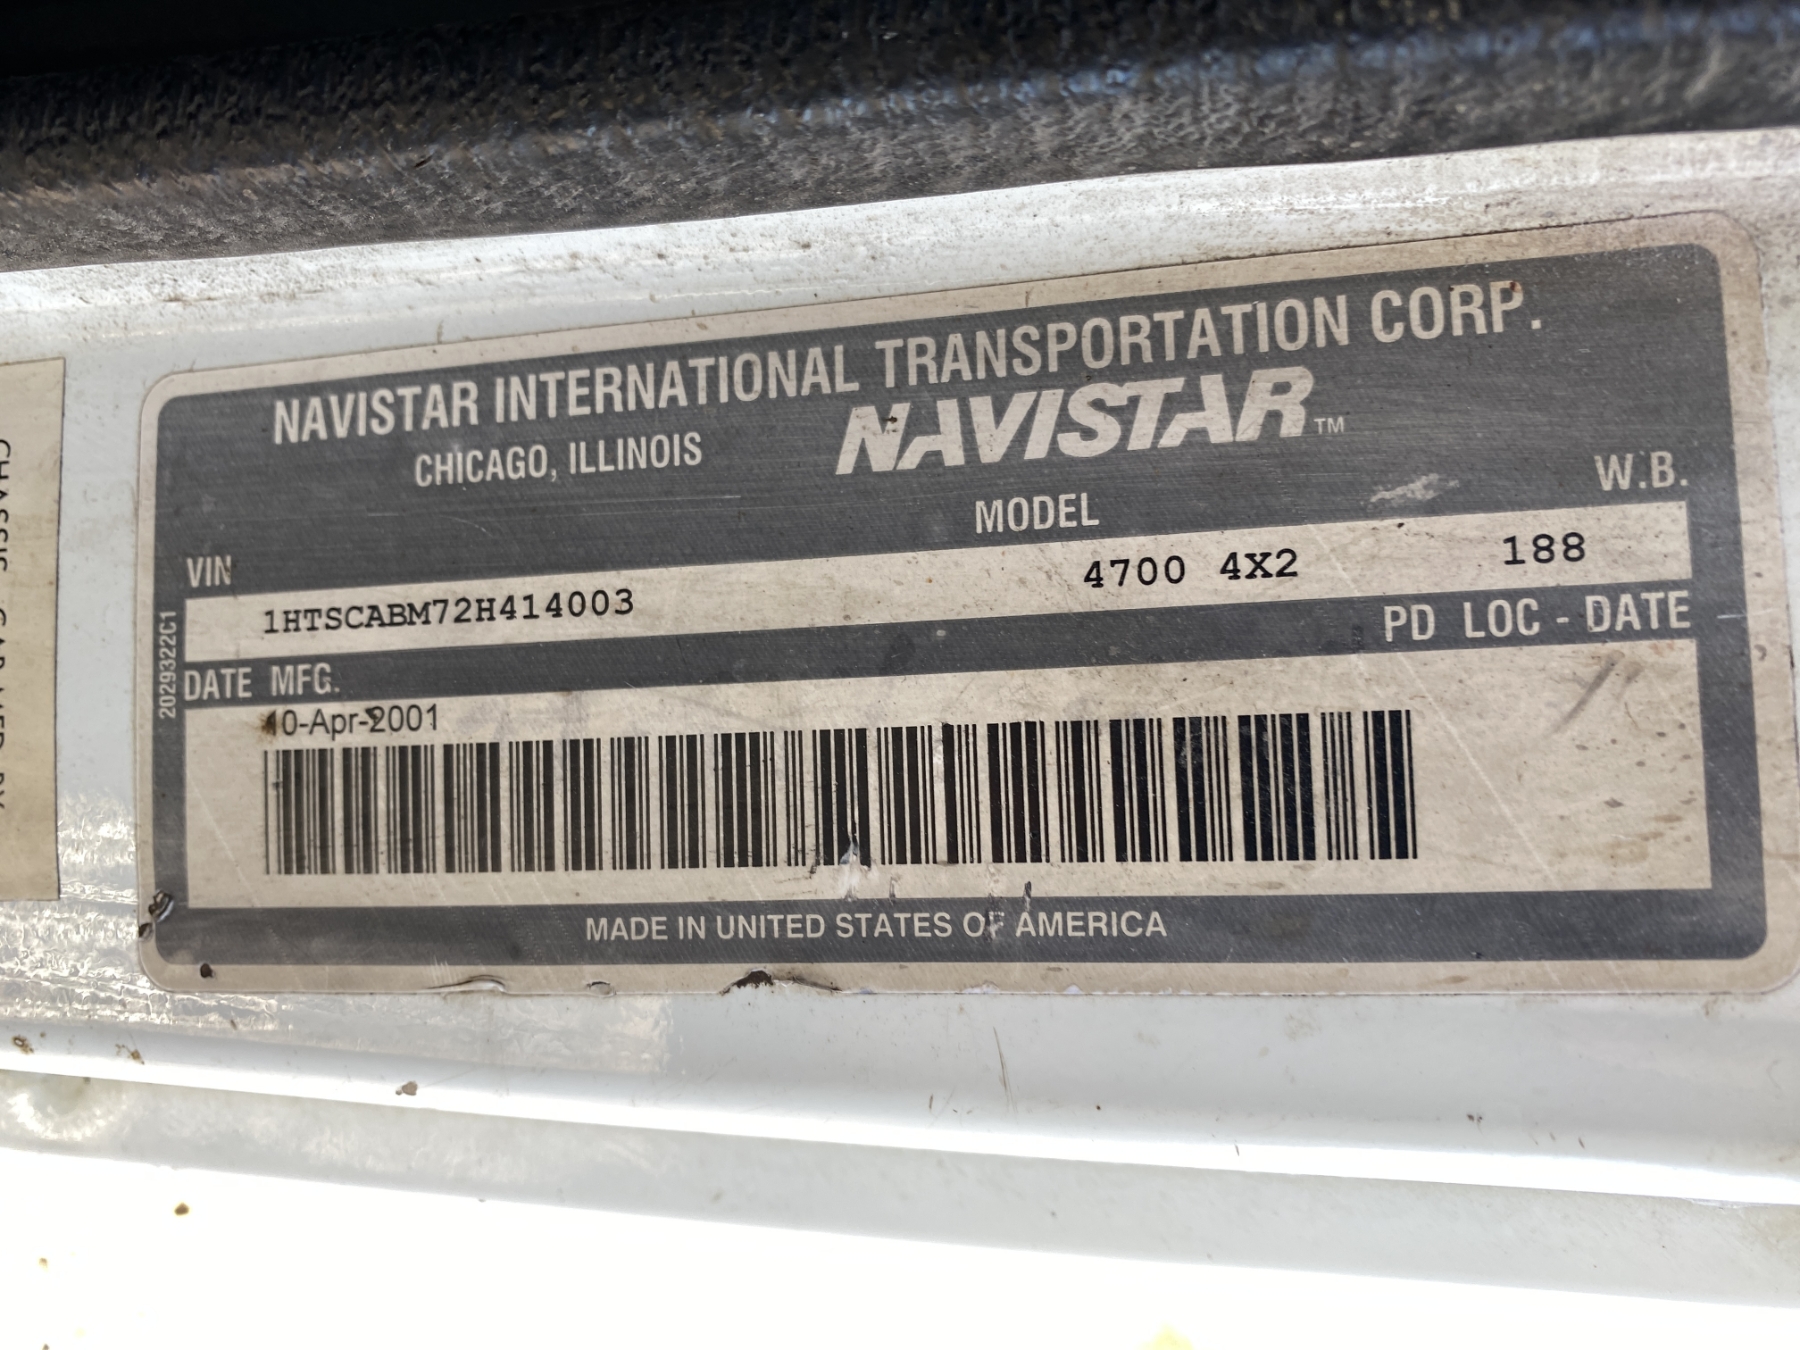 NAVISTAR INTERNATIONAL TRANSPORTATION CORP.
CHICAGO, ILLINOIS
NAVISTAR™
VIN
MODEL
W.B.
1HTSCABM72H414003
4700 4X2
188
2029322C1
DATE MFG.
PD LOC - DATE
10-Apr-2001
MADE IN UNITED STATES OF AMERICA
CHASSIS